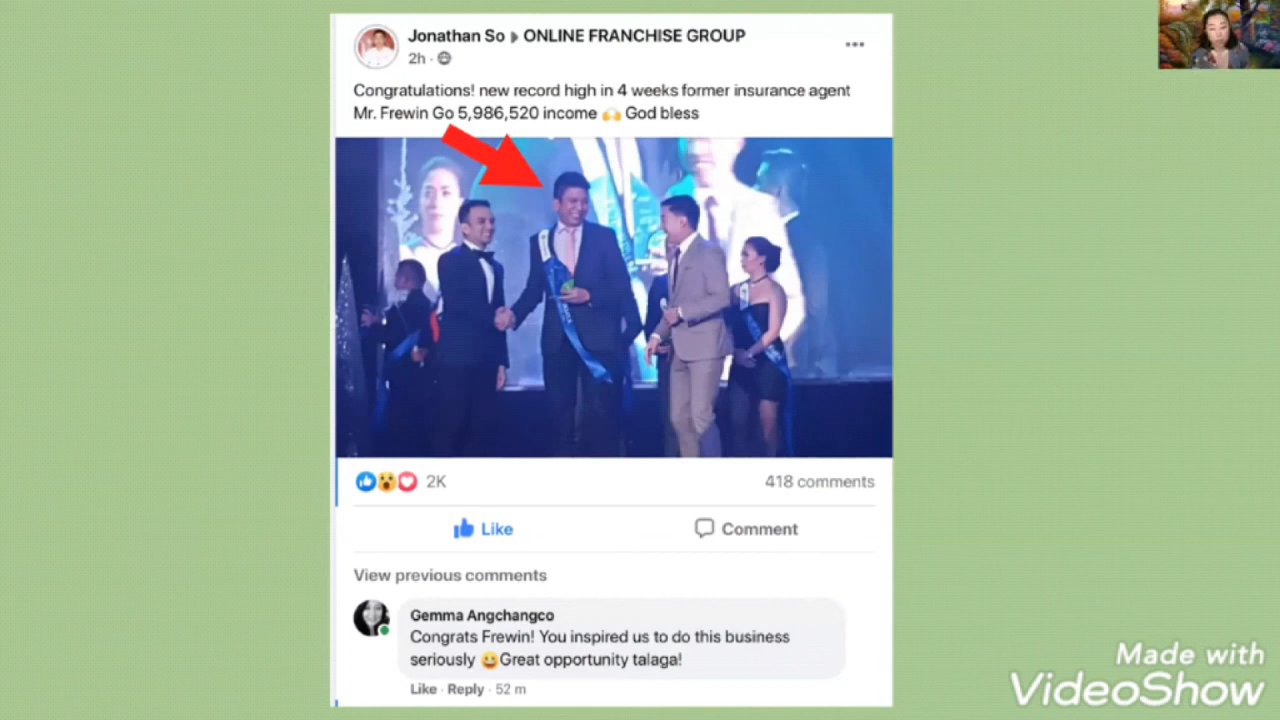 Jonathan So ▸ ONLINE FRANCHISE GROUP
2h ·
Congratulations! new record high in 4 weeks former insurance agent
Mr. Frewin Go 5,986,520 income 🙌 God bless
2K
418 comments
Like
Comment
View previous comments
Gemma Angchangco
Congrats Frewin! You inspired us to do this business
seriously 😀Great opportunity talaga!
Like · Reply · 52 m
Made with
VideoShow